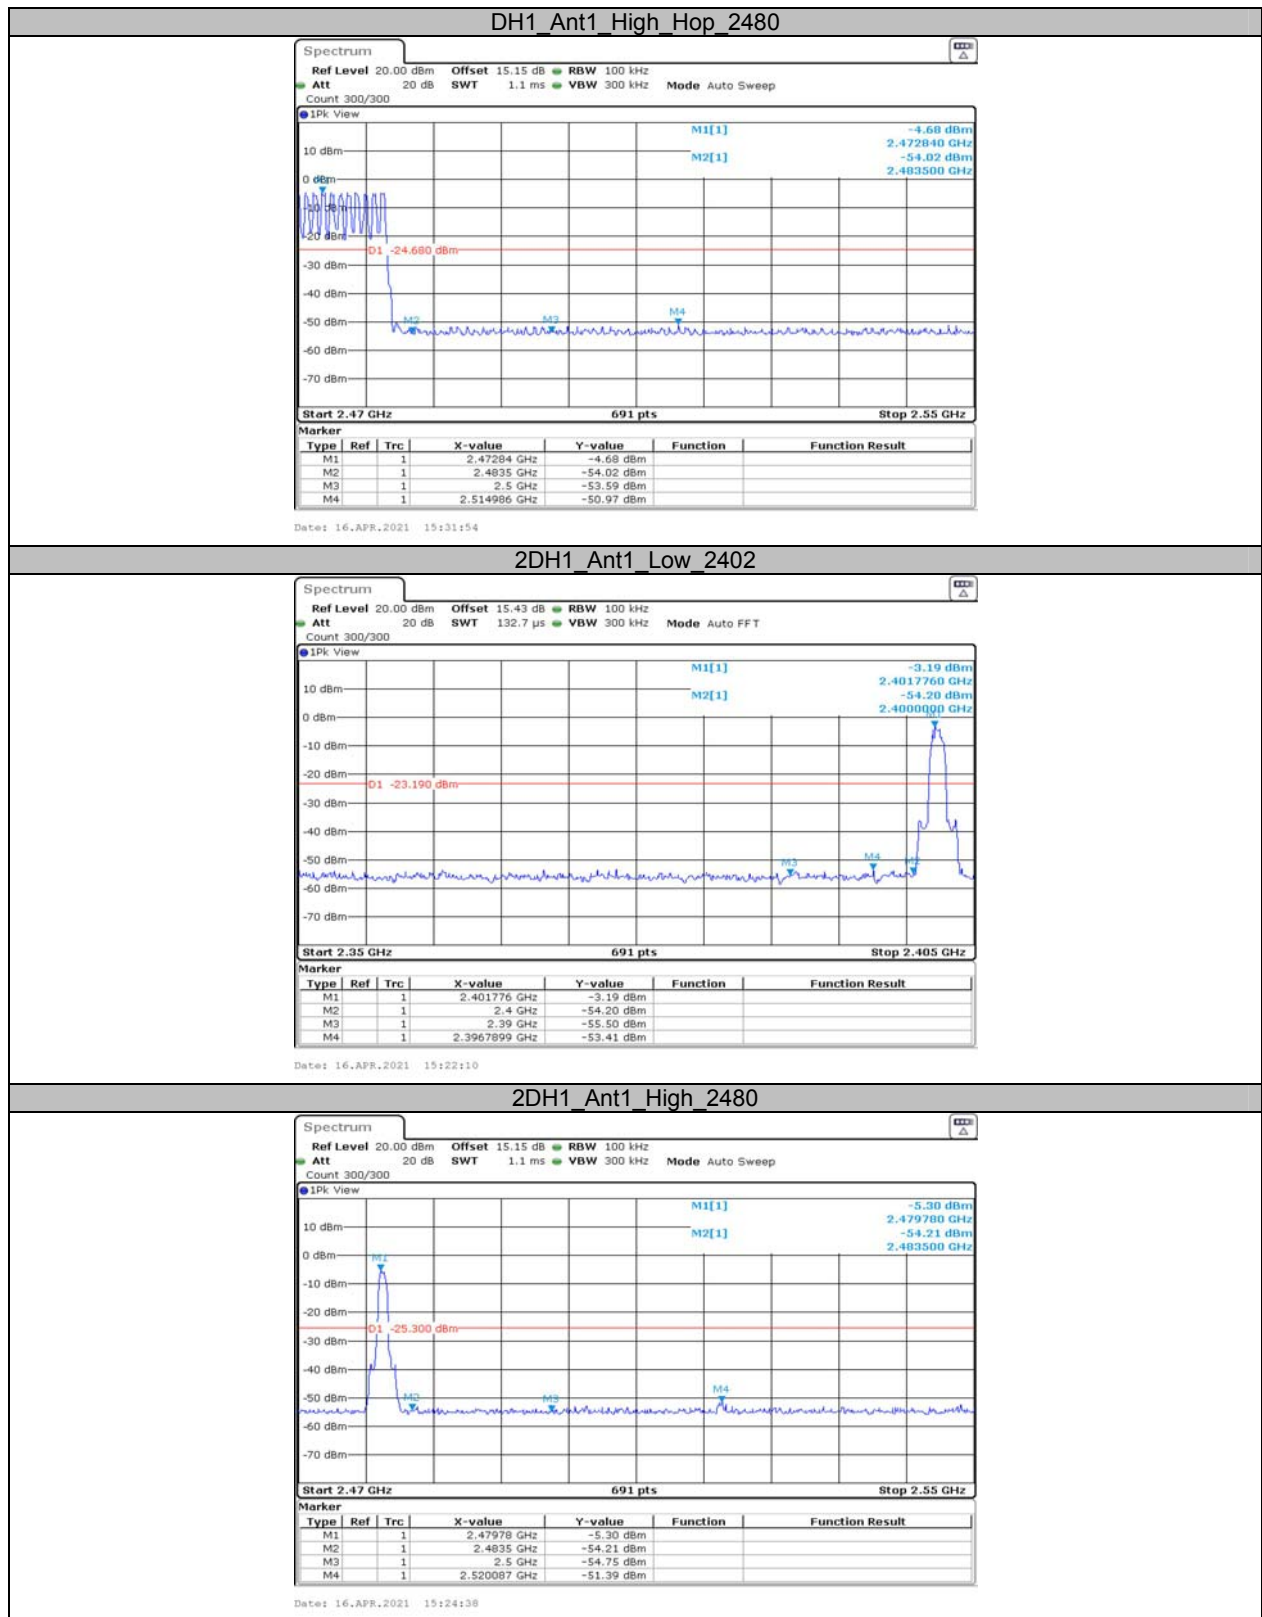 DH1_Ant1_High_Hop_2480
Spectrum
Ref Level 20.00 dBm Offset 15.15 dB RBW 100 kHz
Att 20 dB SWT 1.1 ms VBW 300 kHz Mode Auto Sweep
Count 300/300
1Pk View
M1[1] -4.68 dBm
2.472840 GHz
10 dBm
M2[1] -54.02 dBm
2.483500 GHz
0 dBm
-10 dBm
-20 dBm
D1 -24.680 dBm
-30 dBm
-40 dBm
M4
-50 dBm
M2 M3
-60 dBm
-70 dBm
Start 2.47 GHz 691 pts Stop 2.55 GHz
Marker
Type Ref Trc X-value Y-value Function Function Result
M1 1 2.47284 GHz -4.68 dBm
M2 1 2.4835 GHz -54.02 dBm
M3 1 2.5 GHz -53.59 dBm
M4 1 2.514986 GHz -50.97 dBm
Date: 16.APR.2021 15:31:54
2DH1_Ant1_Low_2402
Spectrum
Ref Level 20.00 dBm Offset 15.43 dB RBW 100 kHz
Att 20 dB SWT 132.7 µs VBW 300 kHz Mode Auto FFT
Count 300/300
1Pk View
M1[1] -3.19 dBm
2.4017760 GHz
10 dBm
M2[1] -54.20 dBm
2.4000000 GHz
M1
0 dBm
-10 dBm
-20 dBm
D1 -23.190 dBm
-30 dBm
-40 dBm
-50 dBm
M3 M4 M2
-60 dBm
-70 dBm
Start 2.35 GHz 691 pts Stop 2.405 GHz
Marker
Type Ref Trc X-value Y-value Function Function Result
M1 1 2.401776 GHz -3.19 dBm
M2 1 2.4 GHz -54.20 dBm
M3 1 2.39 GHz -55.50 dBm
M4 1 2.3967899 GHz -53.41 dBm
Date: 16.APR.2021 15:22:10
2DH1_Ant1_High_2480
Spectrum
Ref Level 20.00 dBm Offset 15.15 dB RBW 100 kHz
Att 20 dB SWT 1.1 ms VBW 300 kHz Mode Auto Sweep
Count 300/300
1Pk View
M1[1] -5.30 dBm
2.479780 GHz
10 dBm
M2[1] -54.21 dBm
2.483500 GHz
0 dBm
M1
-10 dBm
-20 dBm
D1 -25.300 dBm
-30 dBm
-40 dBm
M4
-50 dBm
M2 M3
-60 dBm
-70 dBm
Start 2.47 GHz 691 pts Stop 2.55 GHz
Marker
Type Ref Trc X-value Y-value Function Function Result
M1 1 2.47978 GHz -5.30 dBm
M2 1 2.4835 GHz -54.21 dBm
M3 1 2.5 GHz -54.75 dBm
M4 1 2.520087 GHz -51.39 dBm
Date: 16.APR.2021 15:24:38